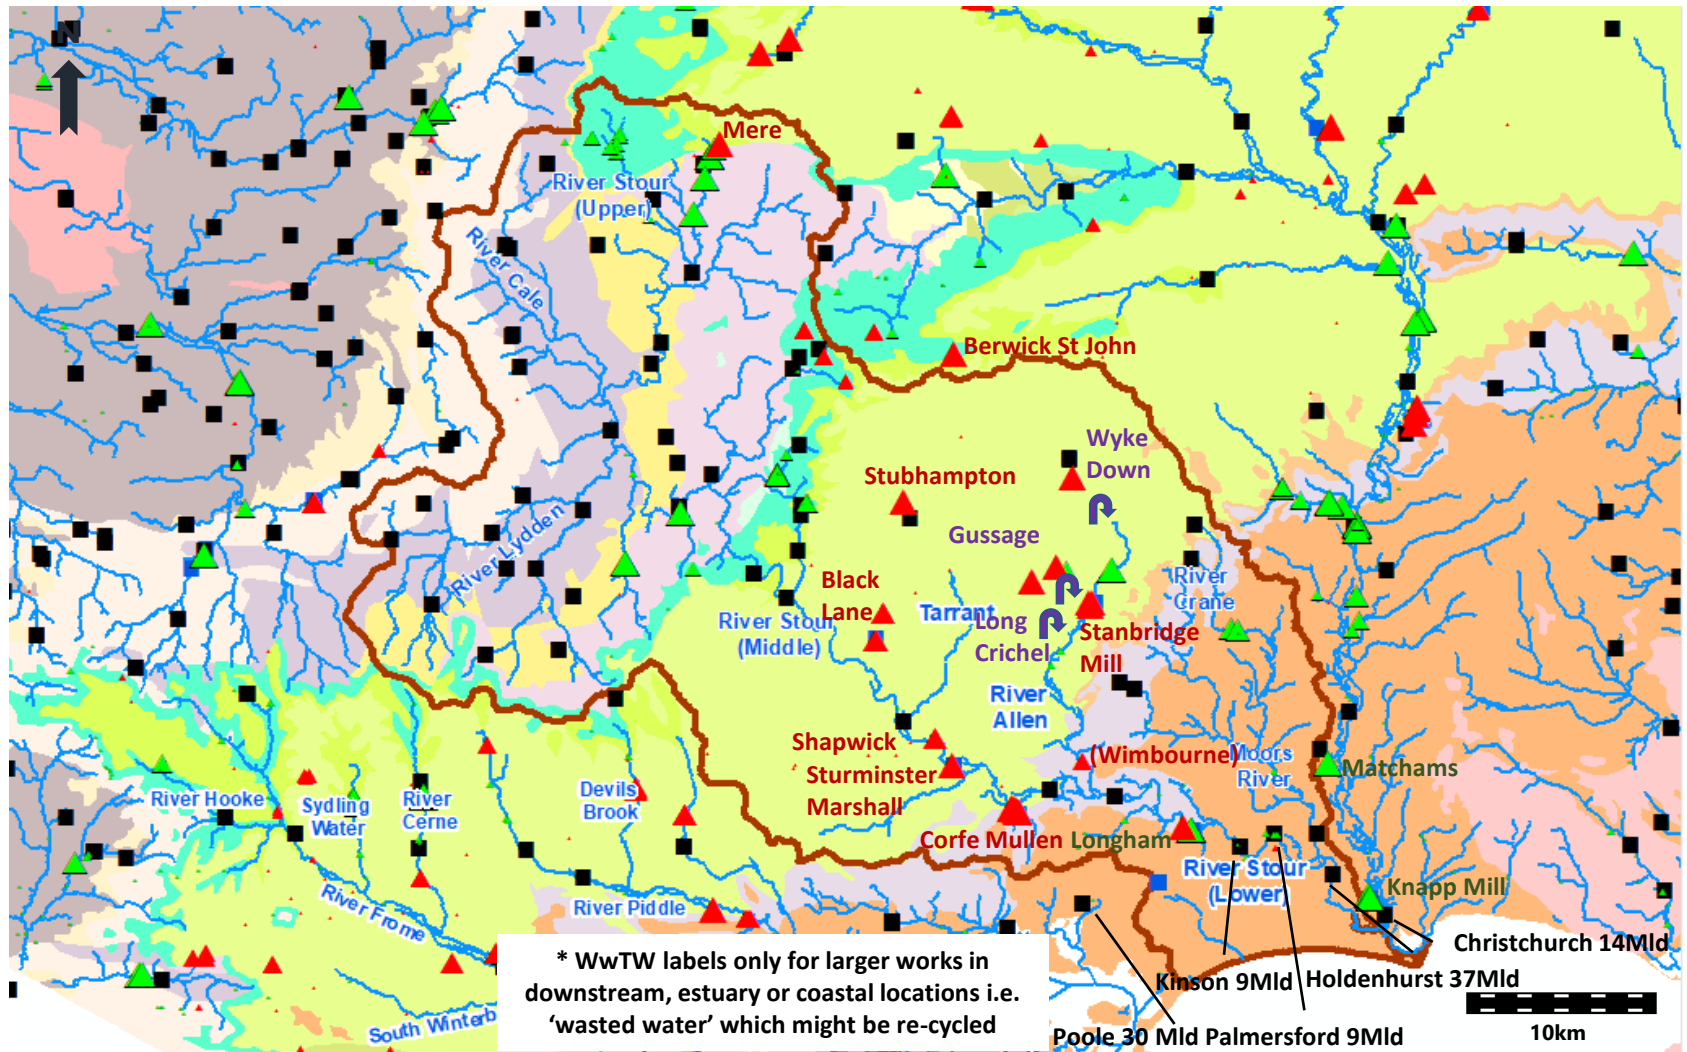 N
Mere
River Stour
(Upper)
River Cale
Berwick St John
Wyke
Down
Stubhampton
Gussage
River Lydden
Black
Lane
River Stour
(Middle)
Tarrant
Long
Crichel
River
Crane
Stanbridge
Mill
River
Allen
Shapwick
Sturminster
Marshall
(Wimbourne)
Moors
River
Matchams
River Hooke
Sydling
Water
River
Cerne
Devils
Brook
Corfe Mullen
Longham
River Stour
(Lower)
Knapp Mill
River Frome
River Piddle
South Winterb
* WwTW labels only for larger works in
downstream, estuary or coastal locations i.e.
‘wasted water’ which might be re-cycled
Christchurch 14Mld
Kinson 9Mld
Holdenhurst 37Mld
Poole 30 Mld
Palmersford 9Mld
10km